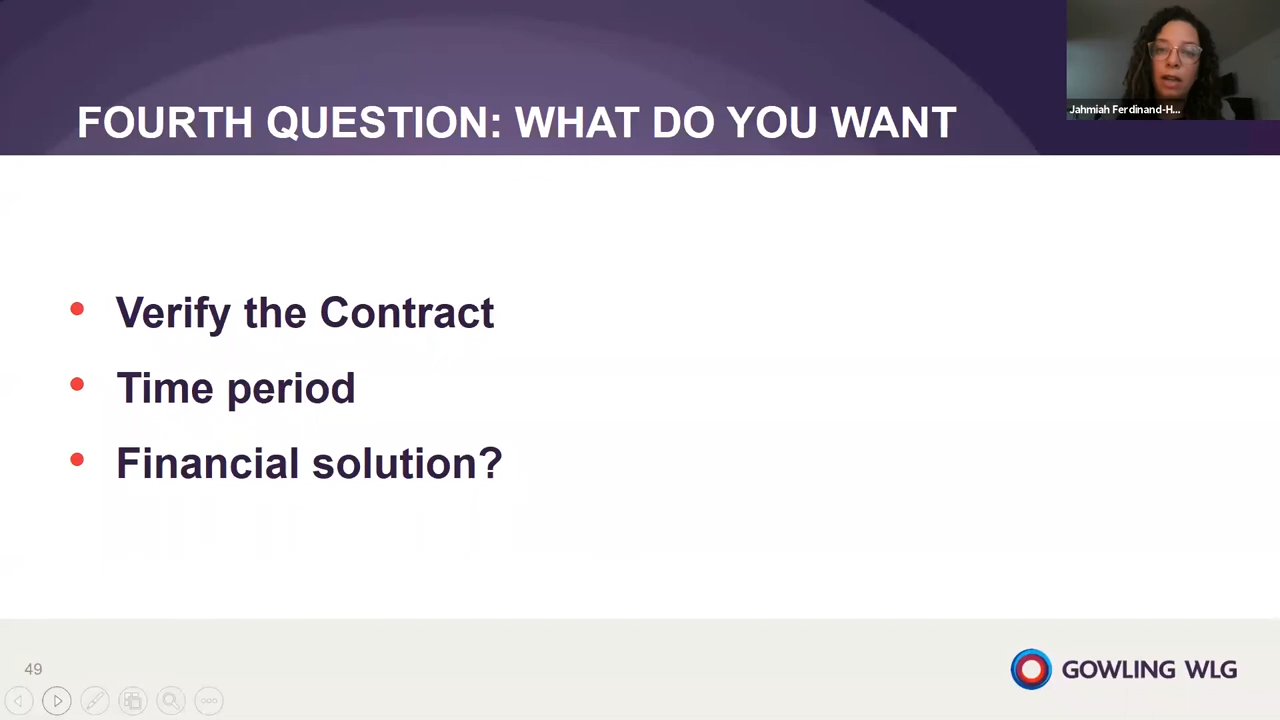 FOURTH QUESTION: WHAT DO YOU WANT
Jahmiah Ferdinand-H...
• Verify the Contract
• Time period
• Financial solution?
49
GOWLING WLG